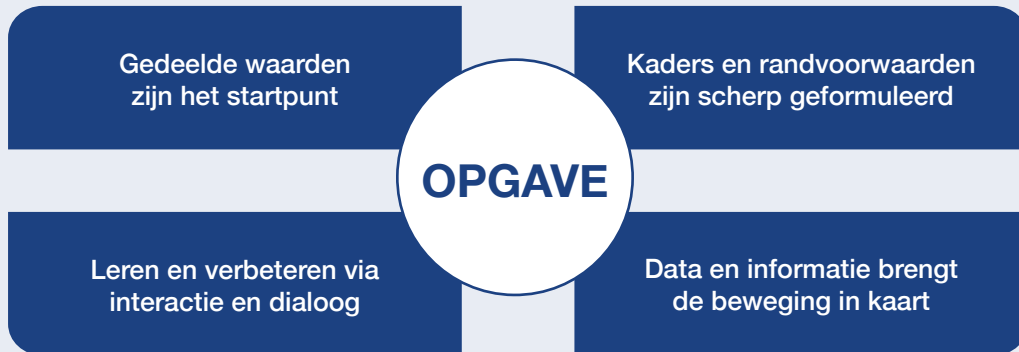 Gedeelde waarden
zijn het startpunt
Kaders en randvoorwaarden
zijn scherp geformuleerd
OPGAVE
Leren en verbeteren via
interactie en dialoog
Data en informatie brengt
de beweging in kaart